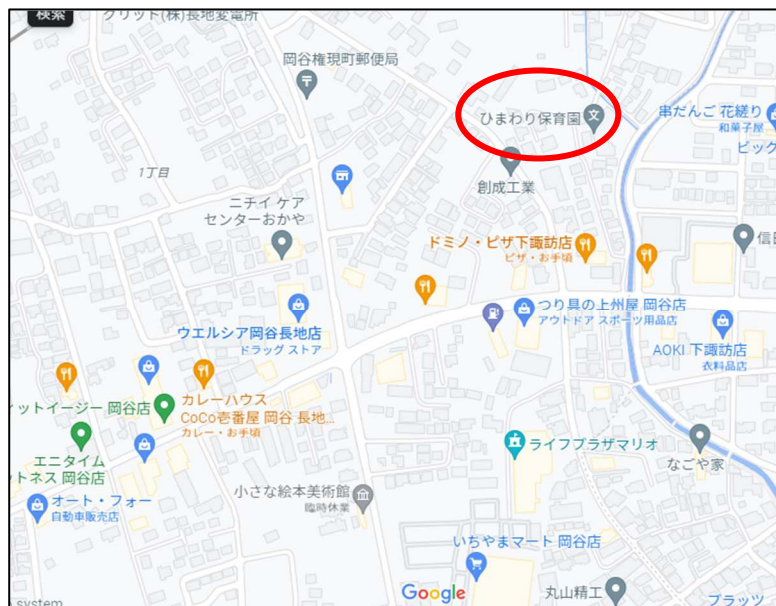 検索
クリット(株)長地変電所
岡谷権現町郵便局
ひまわり保育園
串だんご 花縒り
和菓子屋
ビッグ
1丁目
創成工業
ニチイ ケア
センターおかや
ドミノ・ピザ下諏訪店
ピザ・お手頃
信日
つり具の上州屋 岡谷店
アウトドア スポーツ用品店
ウエルシア岡谷長地店
ドラッグ ストア
AOKI 下諏訪店
衣料品店
カレーハウス
CoCo壱番屋 岡谷 長地...
カレー・お手頃
ィットイージー 岡谷店
エニタイム
ットネス 岡谷店
ライフプラザマリオ
なごや家
小さな絵本美術館
臨時休業
オート・フォー
自動車販売店
いちやまマート 岡谷店
Google
丸山精工
プラッツ
system